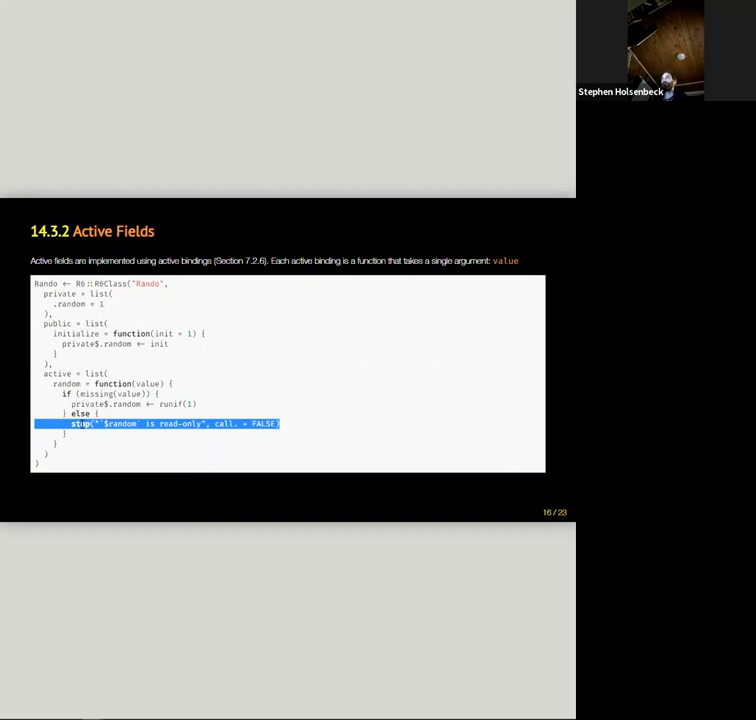 Stephen Holsenbeck
14.3.2 Active Fields
Active fields are implemented using active bindings (Section 7.2.6). Each active binding is a function that takes a single argument: value
Rando <- R6::R6Class("Rando",
private = list(
.random = 1
),
public = list(
initialize = function(init = 1) {
private$.random <- init
}
),
active = list(
random = function(value) {
if (missing(value)) {
private$.random <- runif(1)
} else {
stop("`$random` is read-only", call. = FALSE)
}
}
)
)
16 / 23